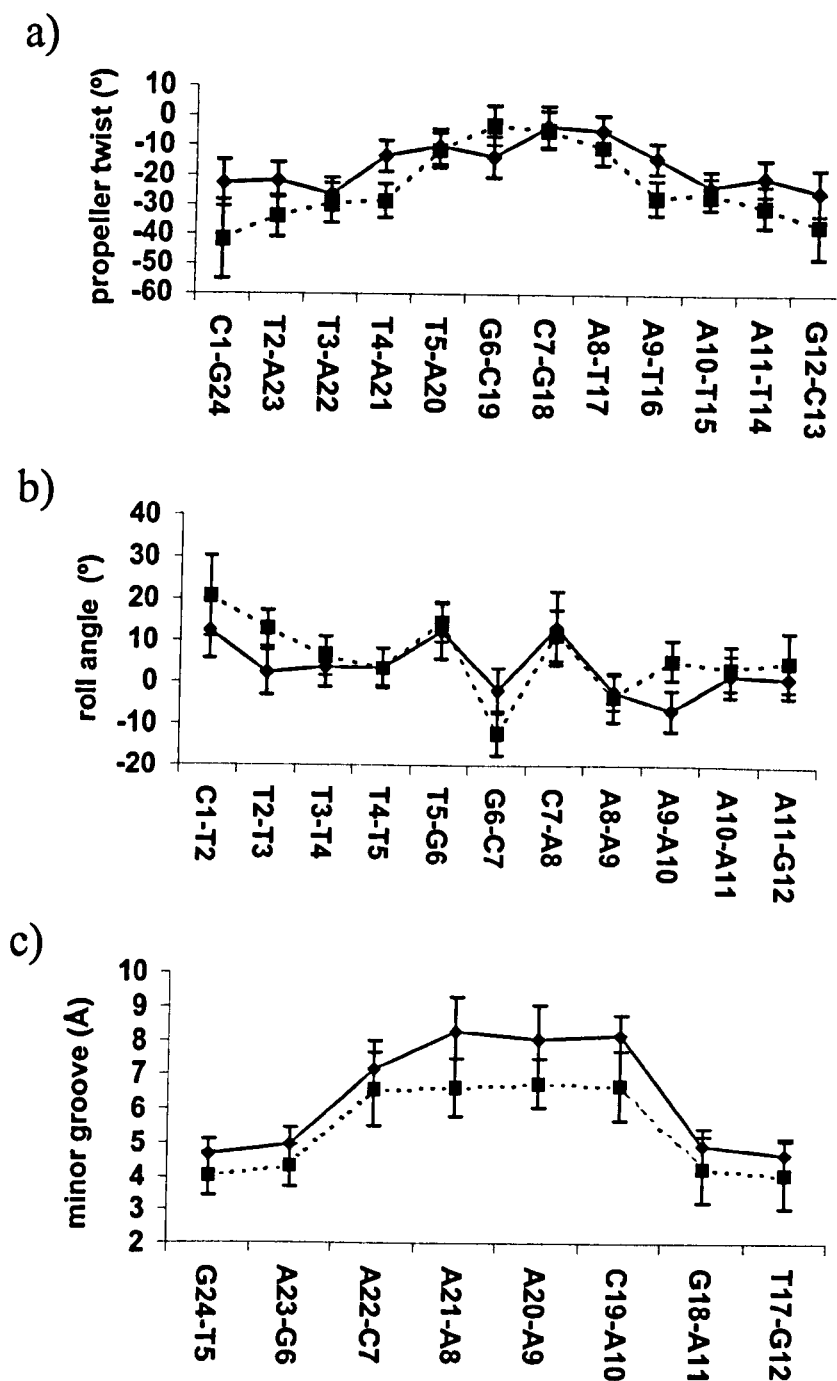 a)
propeller twist (º)
10
0
-10
-20
-30
-40
-50
-60
C1-G24
T2-A23
T3-A22
T4-A21
T5-A20
G6-C19
C7-G18
A8-T17
A9-T16
A10-T15
A11-T14
G12-C13
b)
roll angle (º)
40
30
20
10
0
-10
-20
C1-T2
T2-T3
T3-T4
T4-T5
T5-G6
G6-C7
C7-A8
A8-A9
A9-A10
A10-A11
A11-G12
c)
minor groove (Å)
10
9
8
7
6
5
4
3
2
G24-T5
A23-G6
A22-C7
A21-A8
A20-A9
C19-A10
G18-A11
T17-G12